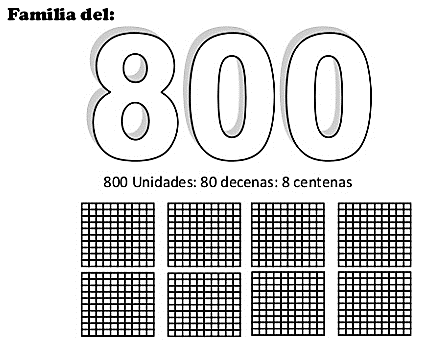 Familia del:
800
800 Unidades: 80 decenas: 8 centenas